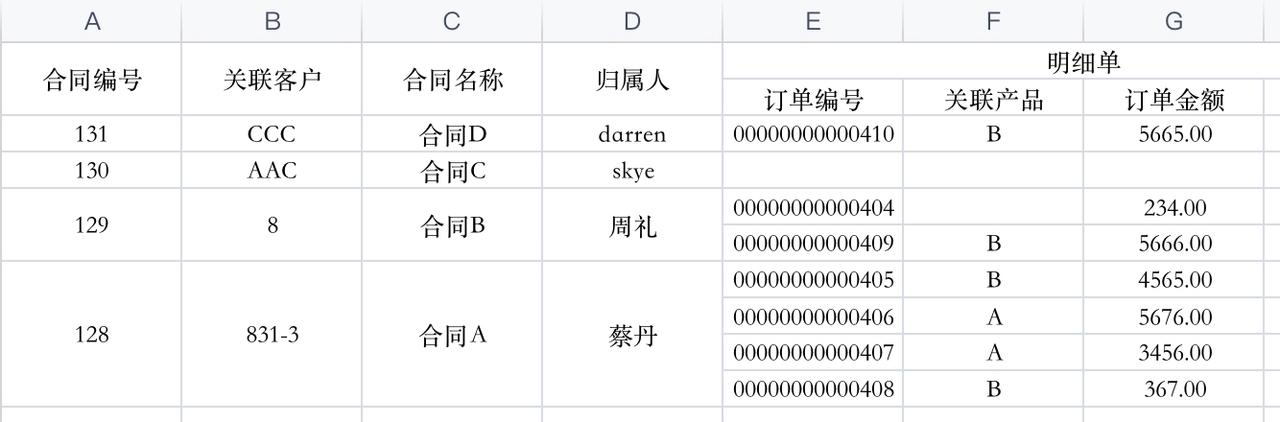 A B C D E F G
合同编号 关联客户 合同名称 归属人 明细单
订单编号 关联产品 订单金额
131 CCC 合同D darren 00000000000410 B 5665.00
130 AAC 合同C skye
129 8 合同B 周礼 00000000000404 234.00
00000000000409 B 5666.00
128 831-3 合同A 蔡丹 00000000000405 B 4565.00
00000000000406 A 5676.00
00000000000407 A 3456.00
00000000000408 B 367.00